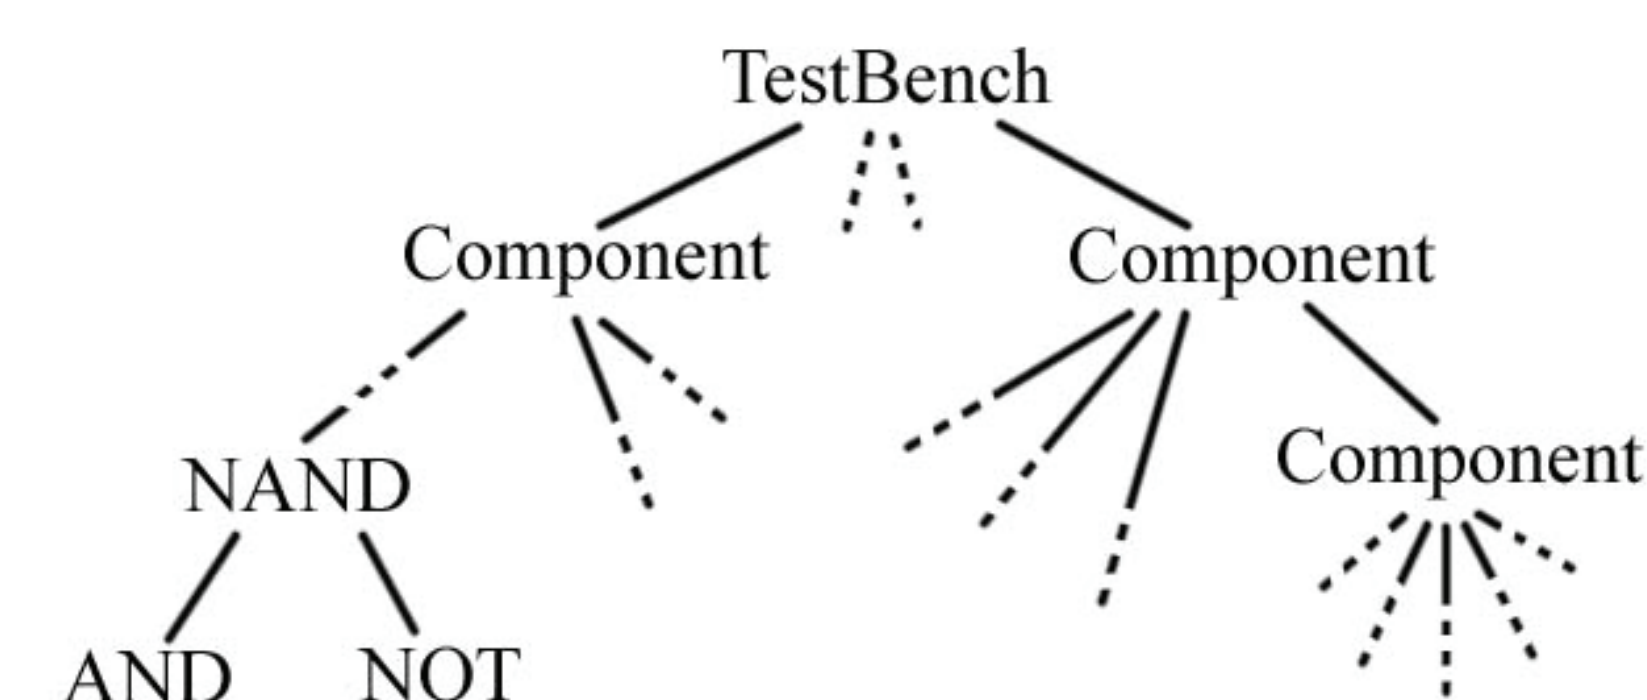 TestBench
Component Component
Component
NAND
AND NOT